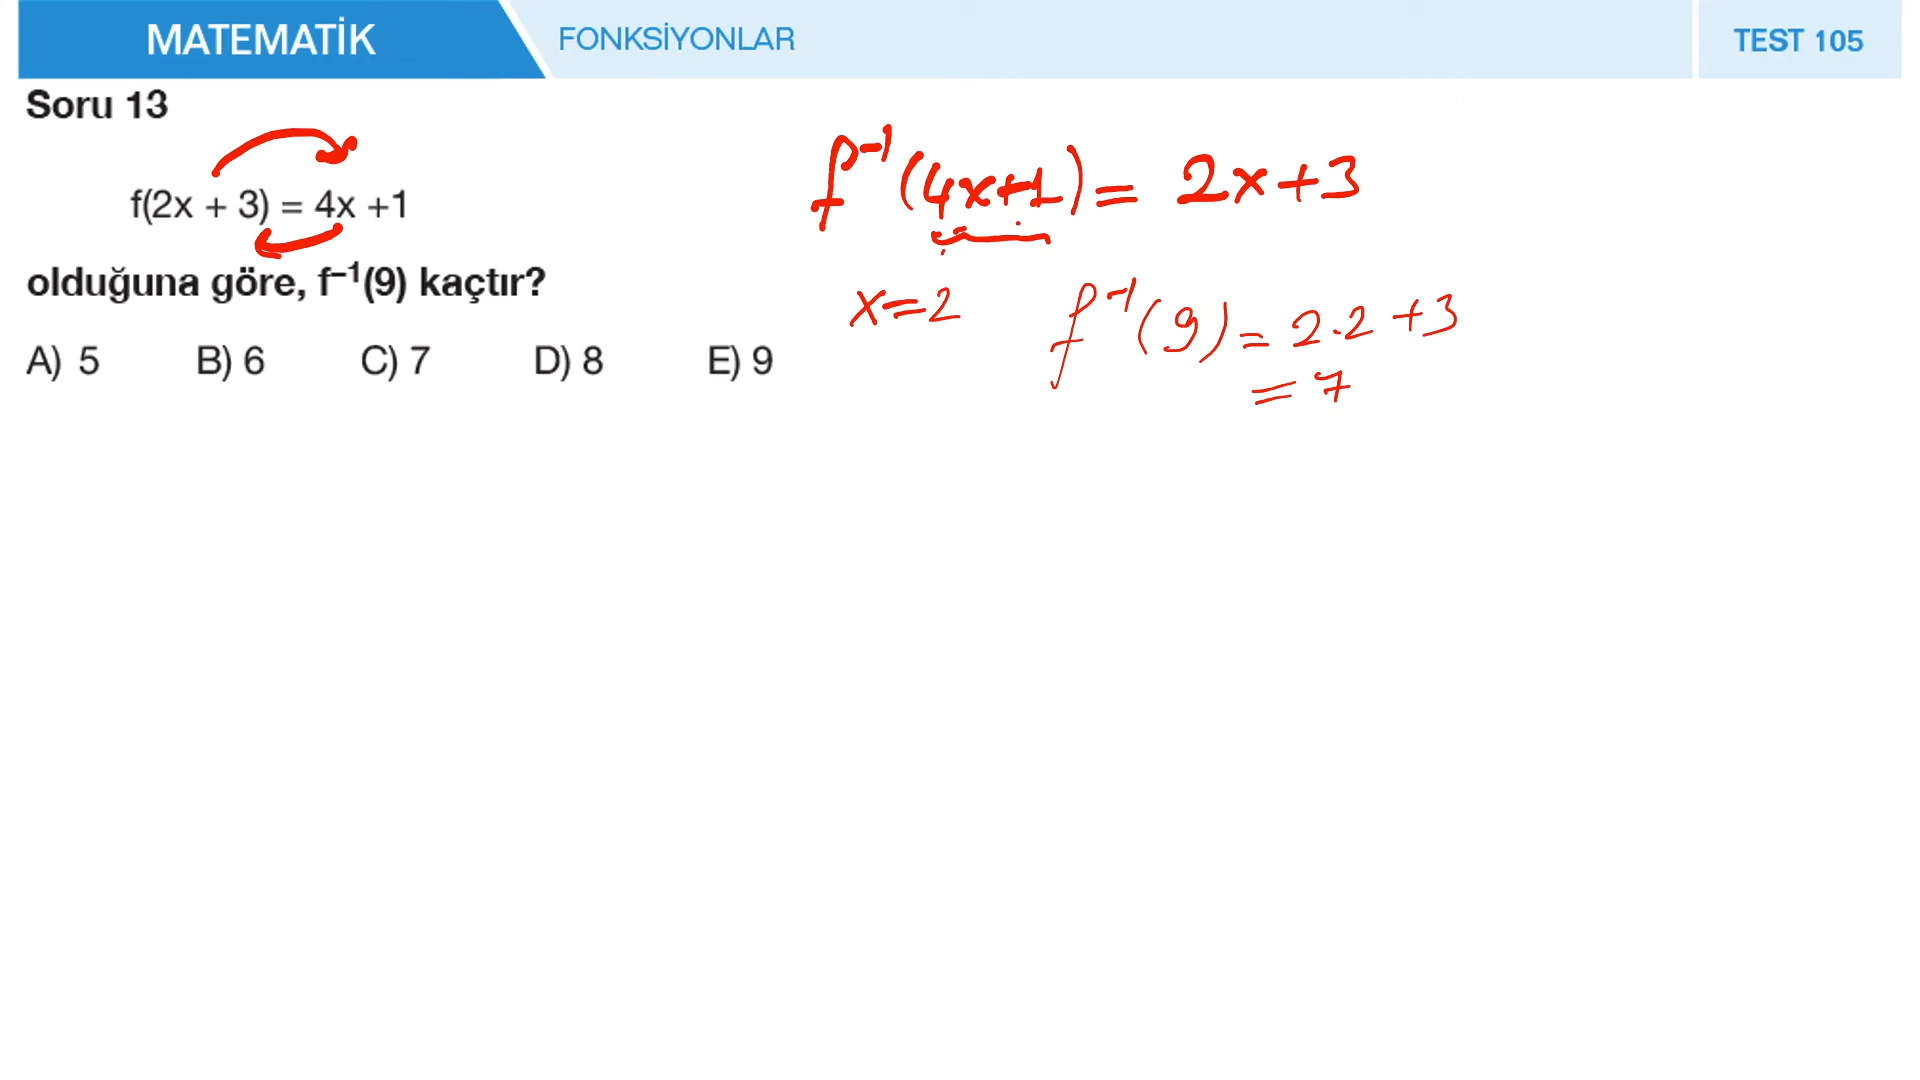 MATEMATİK FONKSİYONLAR TEST 105
Soru 13
f(2x + 3) = 4x +1
olduğuna göre, f⁻¹(9) kaçtır?
A) 5 B) 6 C) 7 D) 8 E) 9
f⁻¹(4x+1) = 2x+3
x=2 f⁻¹(9) = 2·2+3
= 7